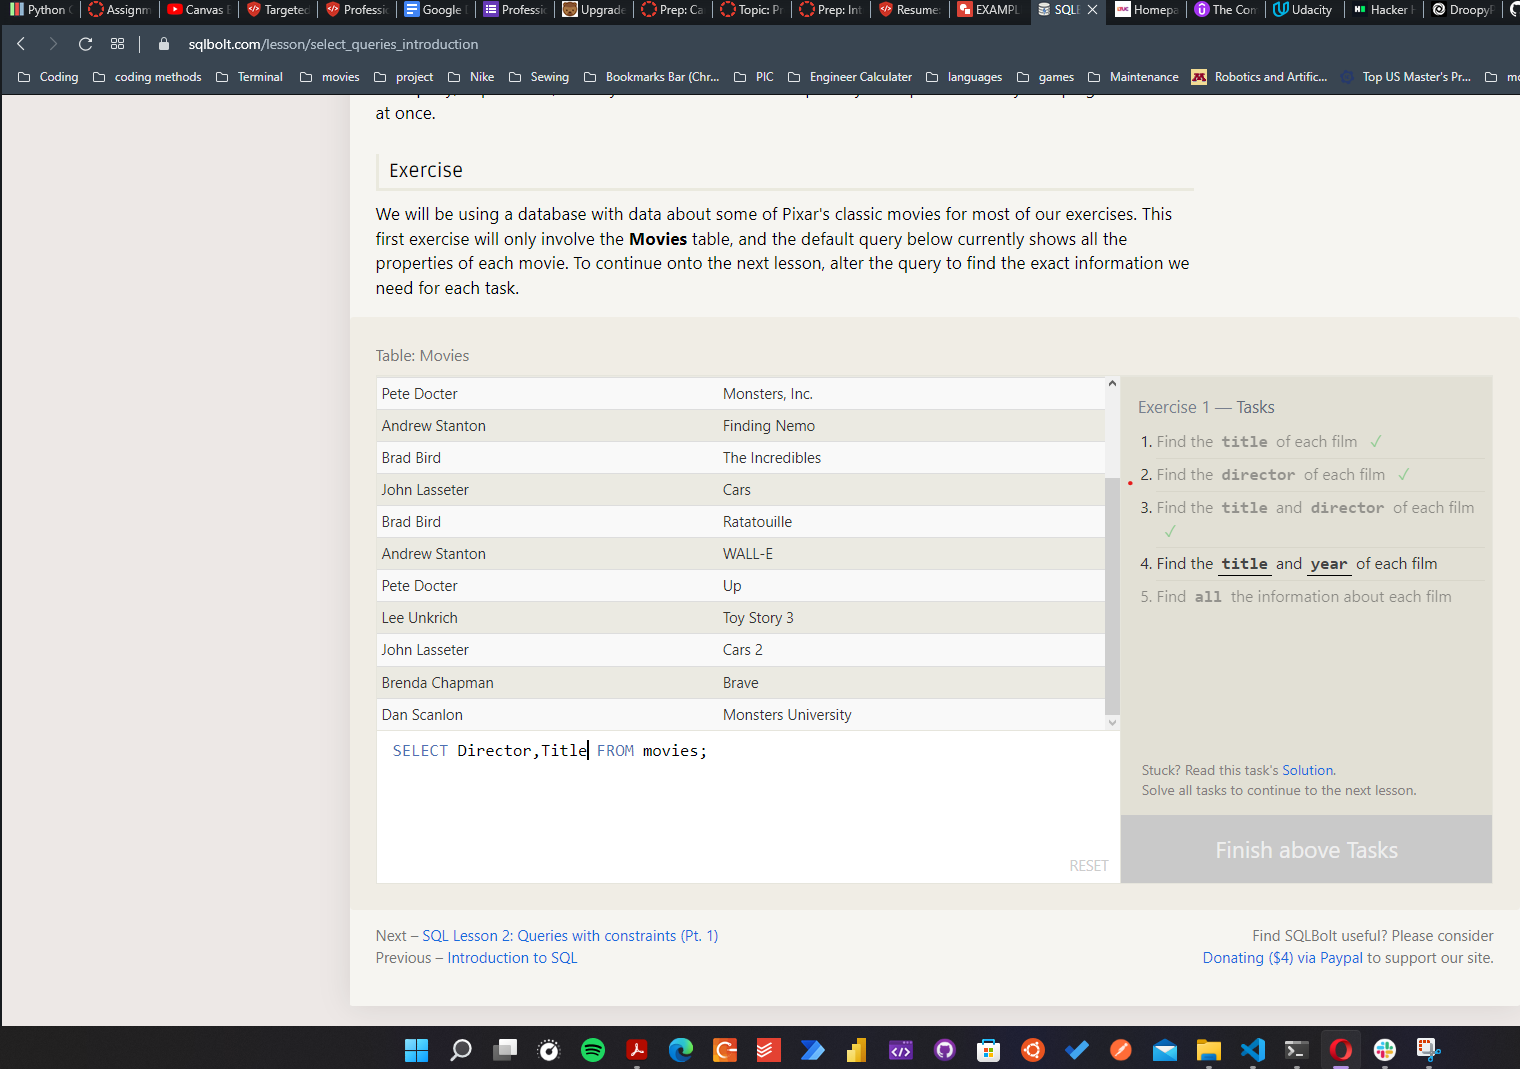 Python
Assignm
Canvas
Targeted
Professio
Google
Professio
Upgrade
Prep: Ca
Topic: Pr
Prep: Int
Resume
EXAMPL
SQLB
Homepa
The Com
Udacity
Hacker
DroopyP
sqlbolt.com/lesson/select_queries_introduction
Coding
coding methods
Terminal
movies
project
Nike
Sewing
Bookmarks Bar (Chr...
PIC
Engineer Calculater
languages
games
Maintenance
Robotics and Artific...
Top US Master's Pr...
at once.
Exercise
We will be using a database with data about some of Pixar's classic movies for most of our exercises. This
first exercise will only involve the Movies table, and the default query below currently shows all the
properties of each movie. To continue onto the next lesson, alter the query to find the exact information we
need for each task.
Table: Movies
Pete Docter Monsters, Inc.
Andrew Stanton Finding Nemo
Brad Bird The Incredibles
John Lasseter Cars
Brad Bird Ratatouille
Andrew Stanton WALL-E
Pete Docter Up
Lee Unkrich Toy Story 3
John Lasseter Cars 2
Brenda Chapman Brave
Dan Scanlon Monsters University
SELECT Director,Title FROM movies;
RESET
Exercise 1 — Tasks
1. Find the title of each film ✓
2. Find the director of each film ✓
3. Find the title and director of each film
✓
4. Find the title and year of each film
5. Find all the information about each film
Stuck? Read this task's Solution.
Solve all tasks to continue to the next lesson.
Finish above Tasks
Next – SQL Lesson 2: Queries with constraints (Pt. 1)
Previous – Introduction to SQL
Find SQLBolt useful? Please consider
Donating ($4) via Paypal to support our site.